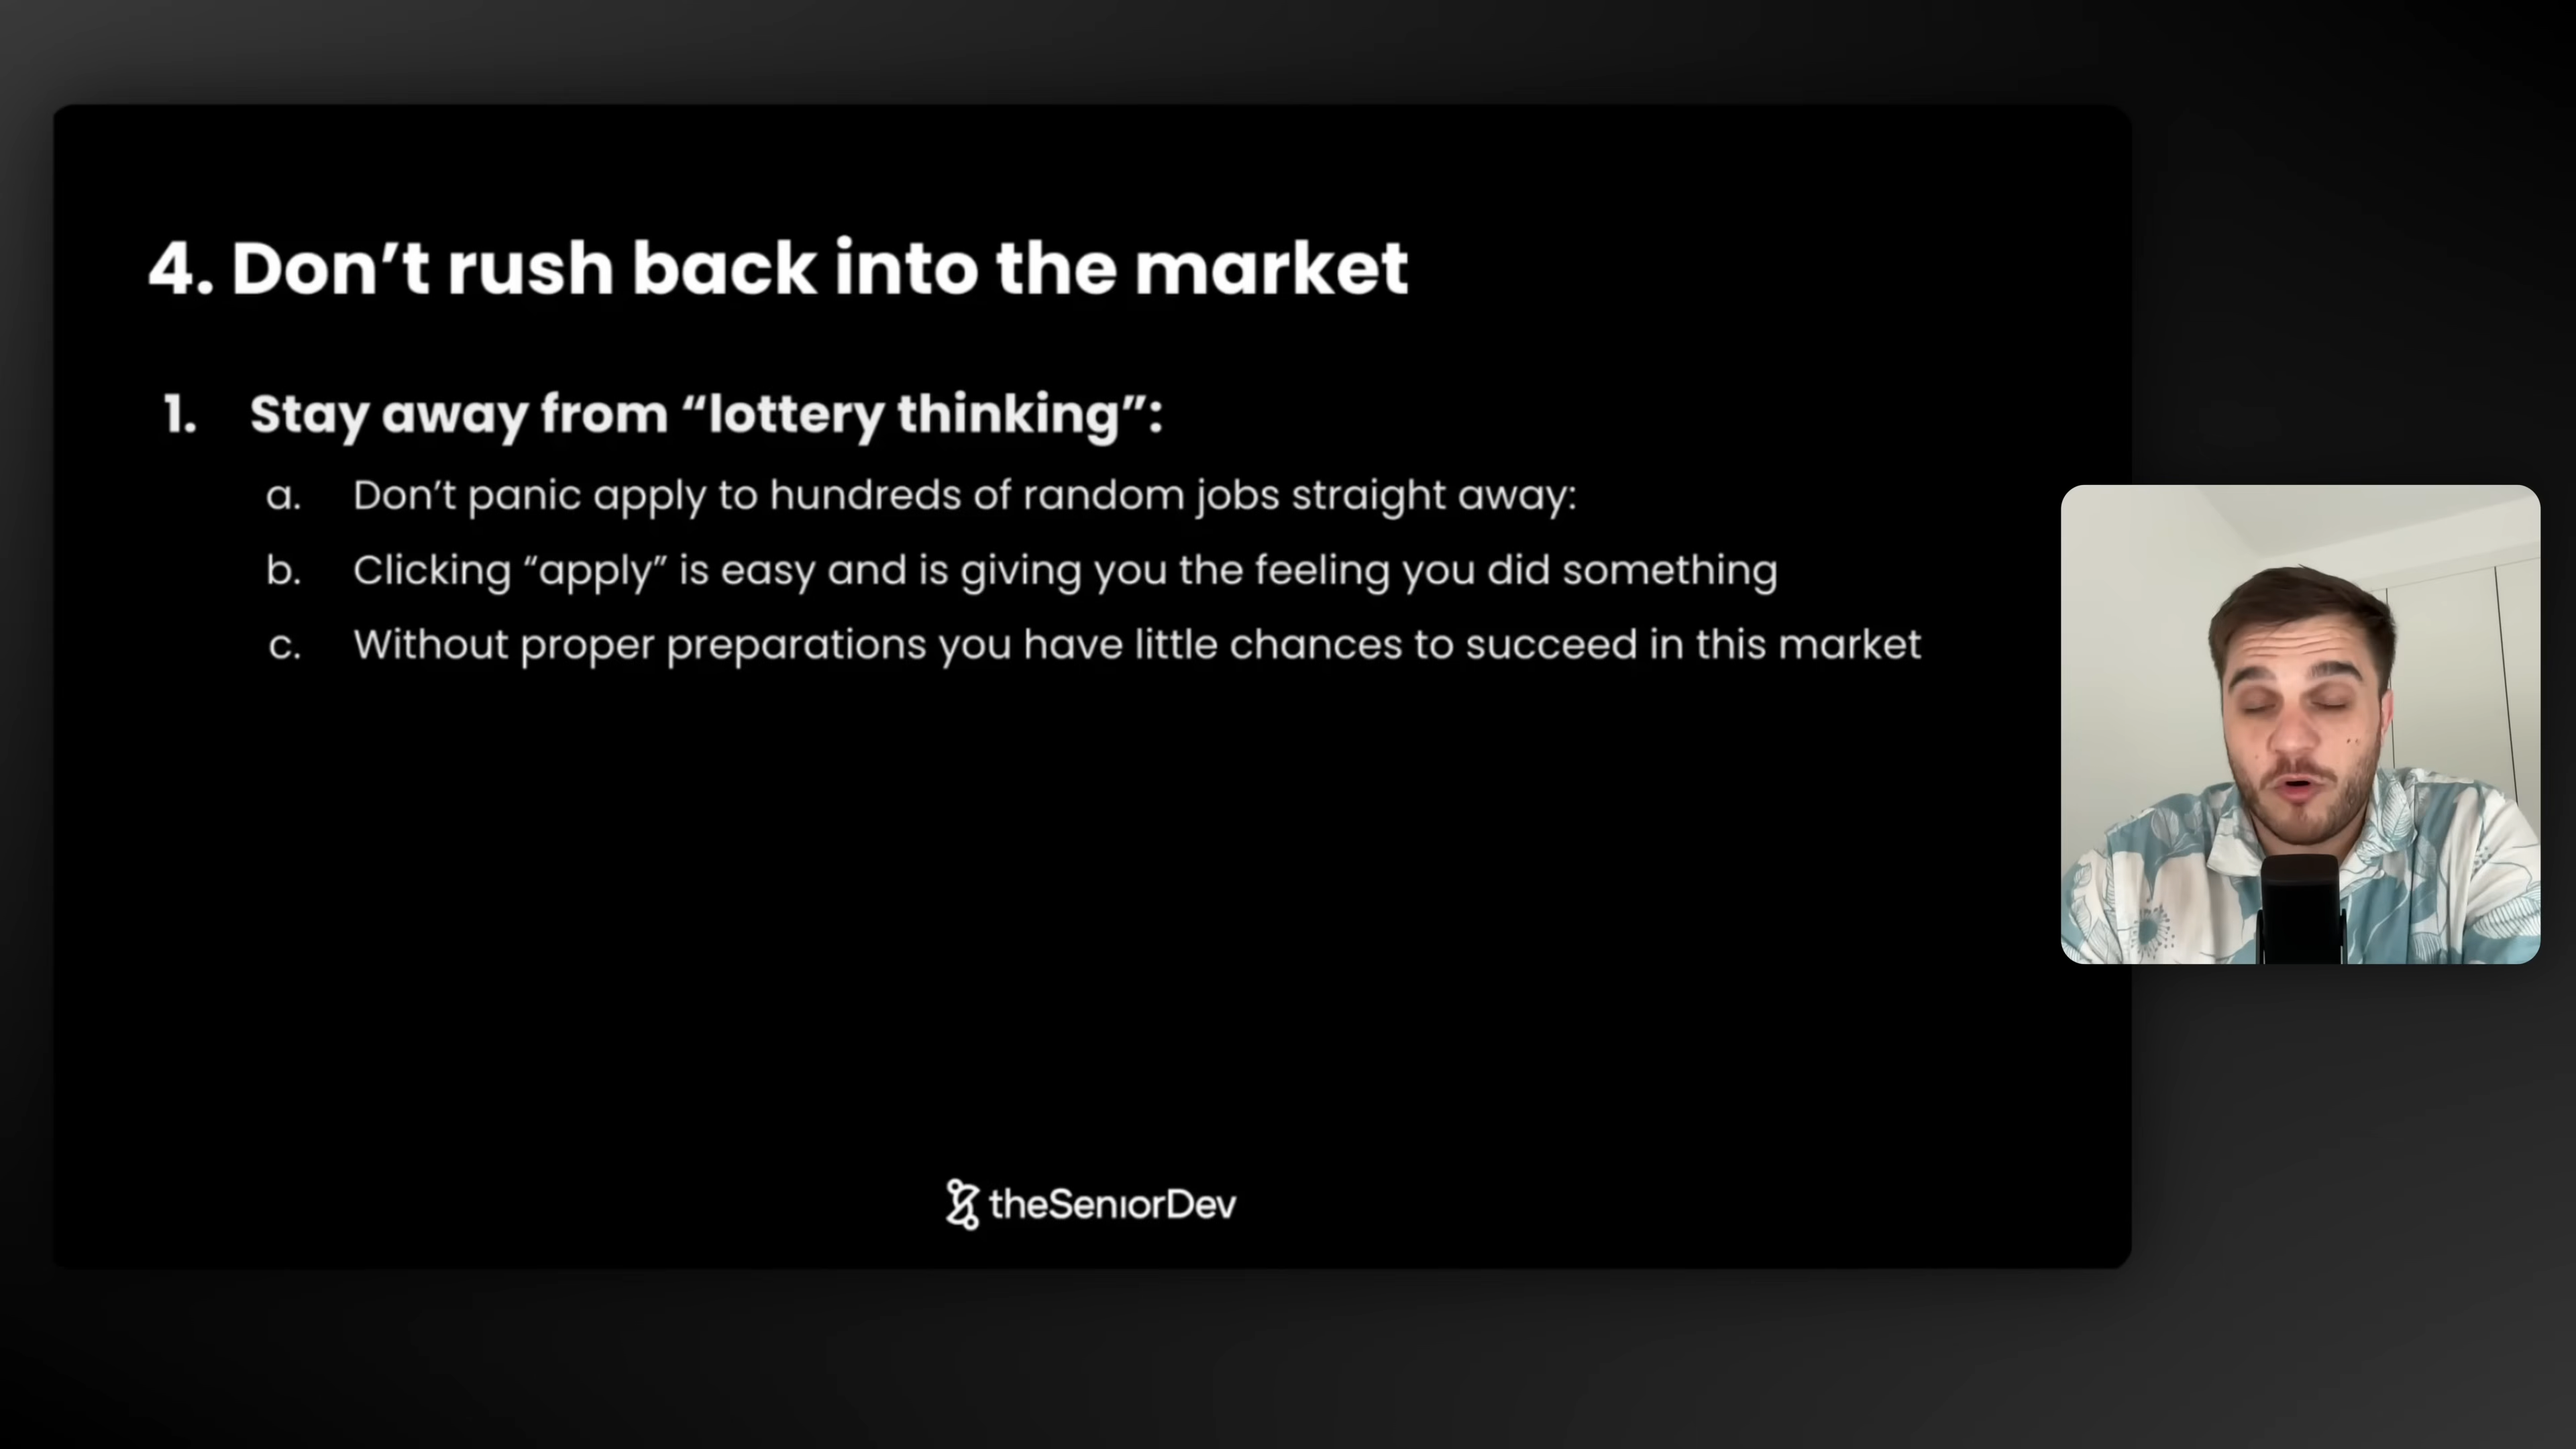 4. Don’t rush back into the market
1. Stay away from “lottery thinking”:
a. Don’t panic apply to hundreds of random jobs straight away:
b. Clicking “apply” is easy and is giving you the feeling you did something
c. Without proper preparations you have little chances to succeed in this market
theSeniorDev